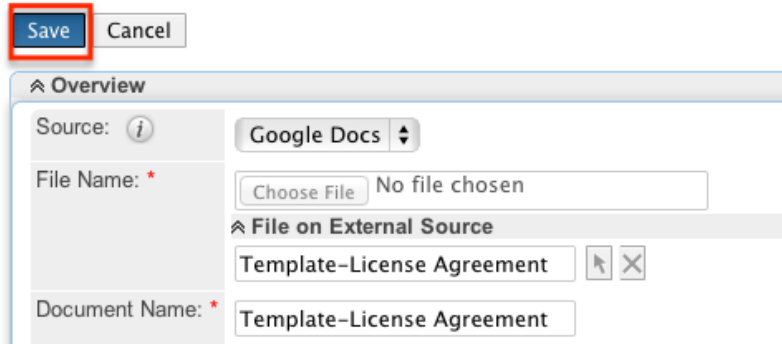 Save Cancel
Overview
Source: i Google Docs
File Name: * Choose File No file chosen
File on External Source
Template-License Agreement
Document Name: * Template-License Agreement